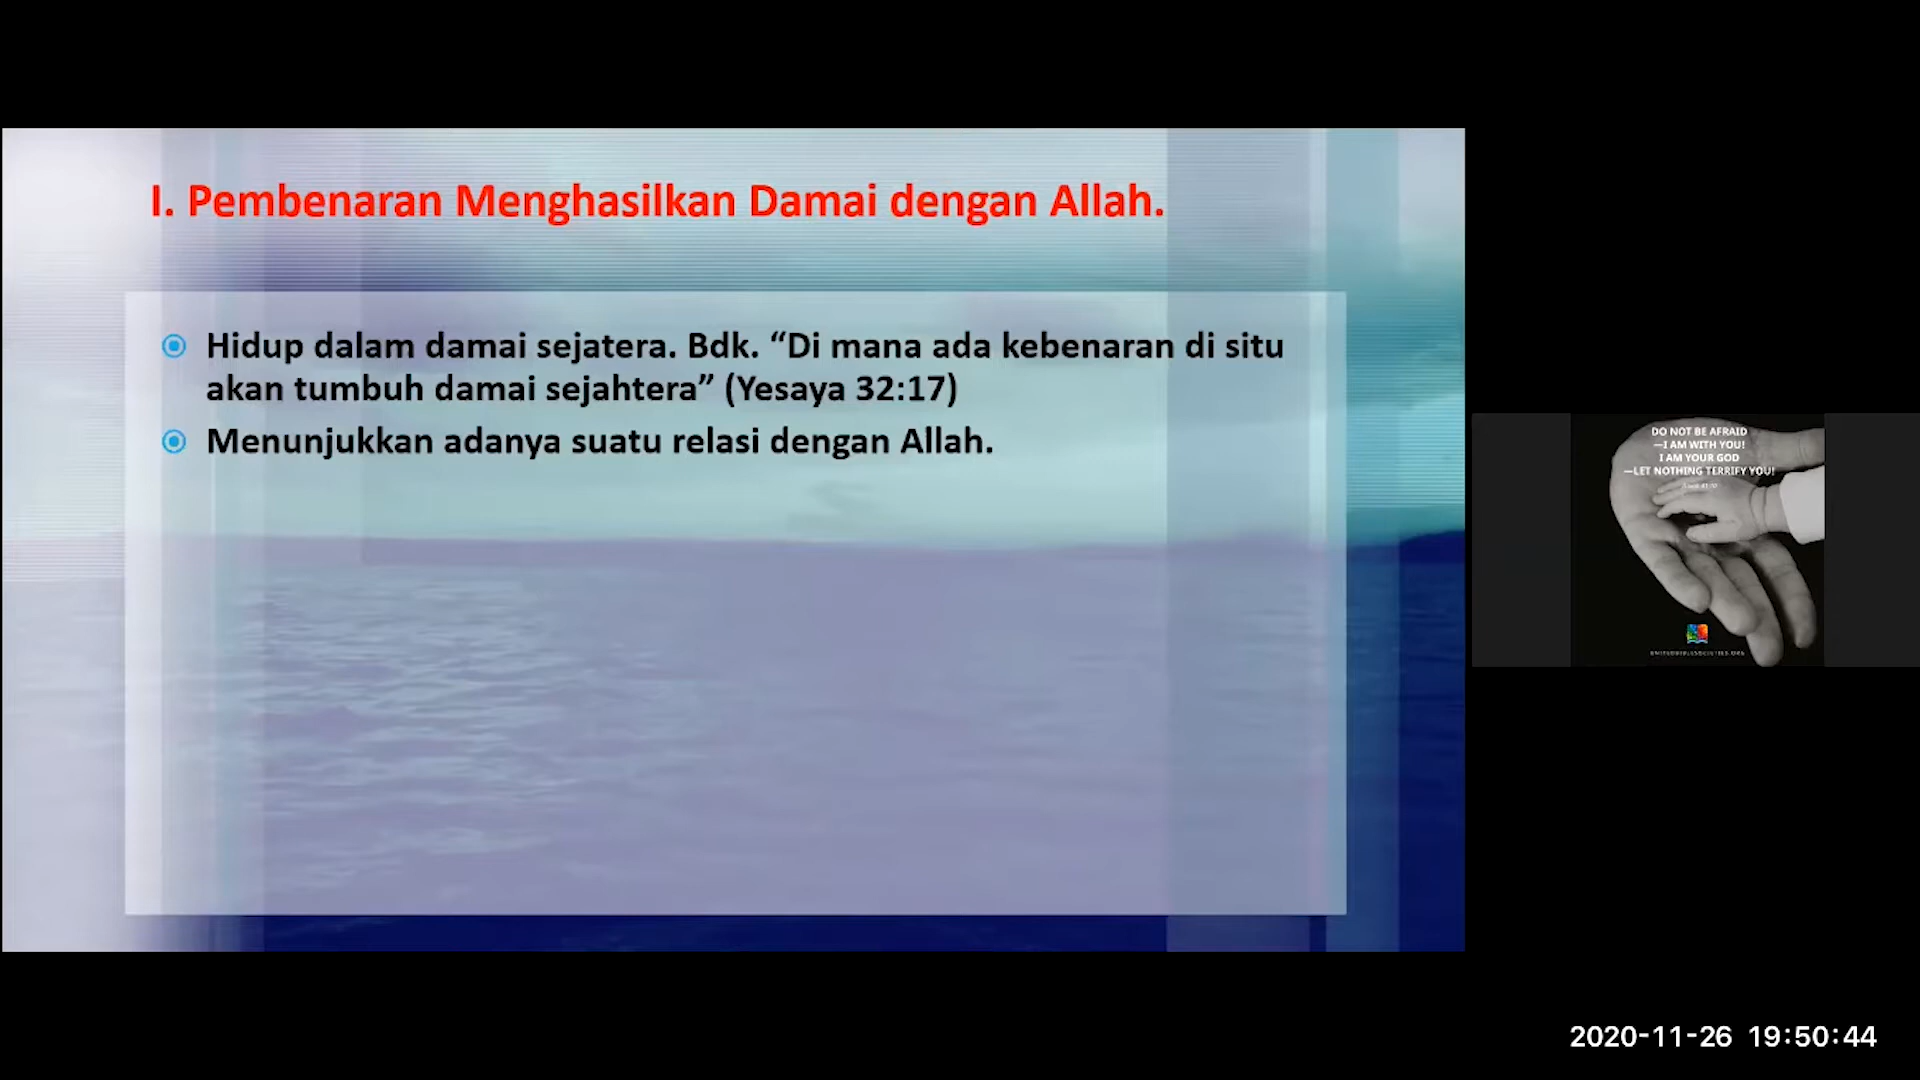 I. Pembenaran Menghasilkan Damai dengan Allah.
Hidup dalam damai sejatera. Bdk. “Di mana ada kebenaran di situ
akan tumbuh damai sejahtera” (Yesaya 32:17)
Menunjukkan adanya suatu relasi dengan Allah.
DO NOT BE AFRAID
—I AM WITH YOU!
I AM YOUR GOD
—LET NOTHING TERRIFY YOU!
UNITEDBIBLESOCIETIES.ORG
2020-11-26 19:50:44